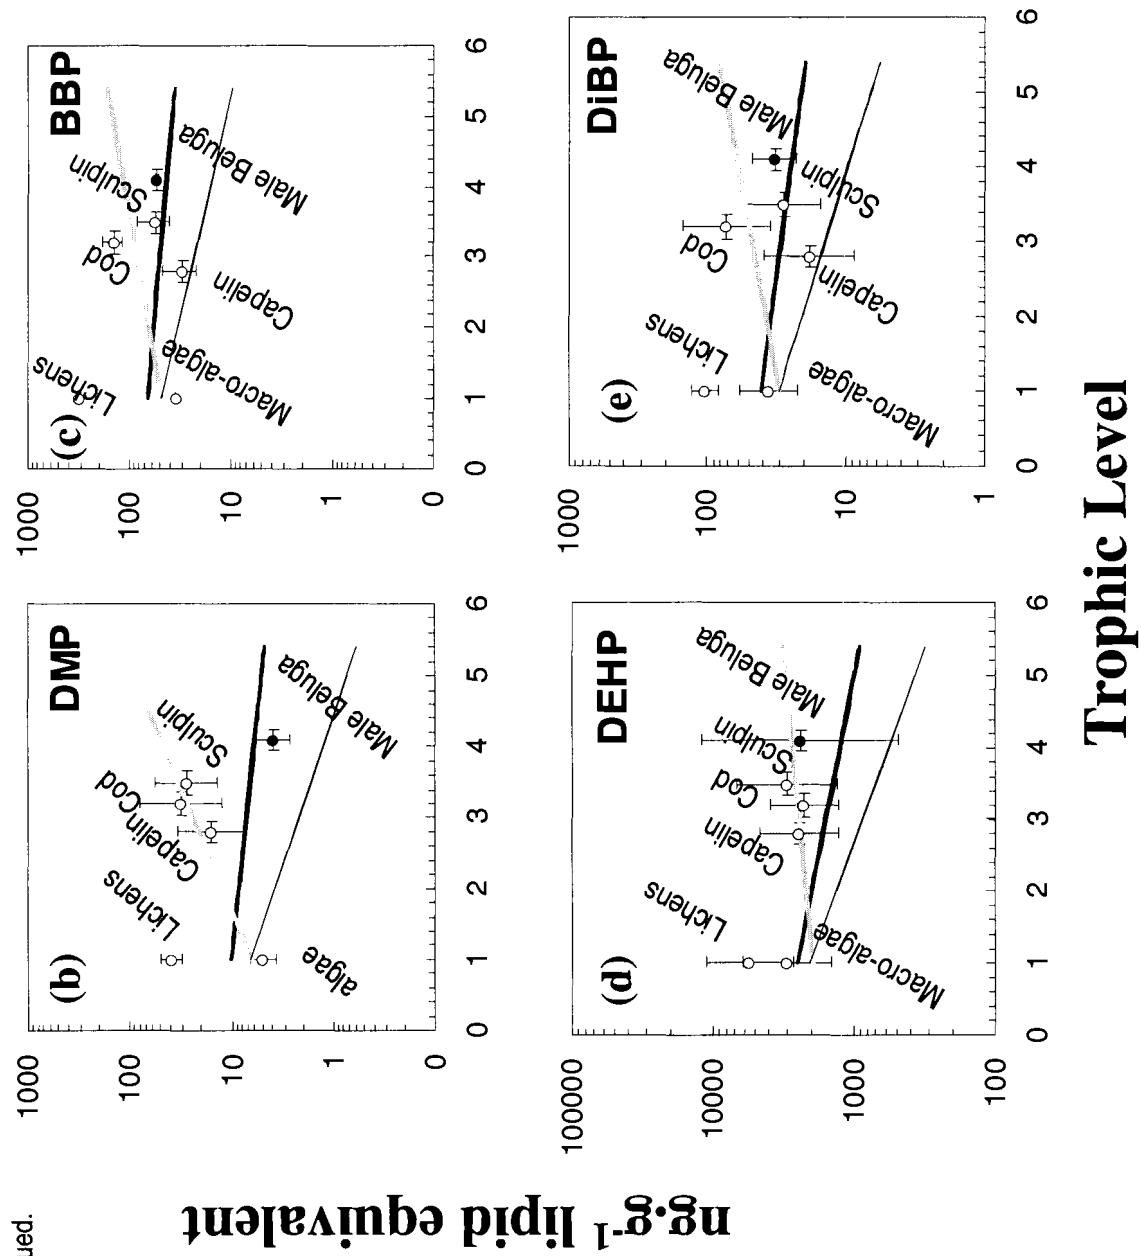 ued.
ng.g-1 lipid equivalent
Trophic Level
(b)
DMP
1000
100
10
1
0
0
1
2
3
4
5
6
Lichens
Capelin
Cod
Sculpin
Male Beluga
algae
(c)
BBP
1000
100
10
1
0
0
1
2
3
4
5
6
Lichens
Cod
Sculpin
Male Beluga
Capelin
Macro-algae
(d)
DEHP
100000
10000
1000
100
0
1
2
3
4
5
6
Lichens
Capelin
Cod
Sculpin
Male Beluga
Macro-algae
(e)
DiBP
1000
100
10
1
0
1
2
3
4
5
6
Lichens
Cod
Male Beluga
Sculpin
Capelin
Macro-algae